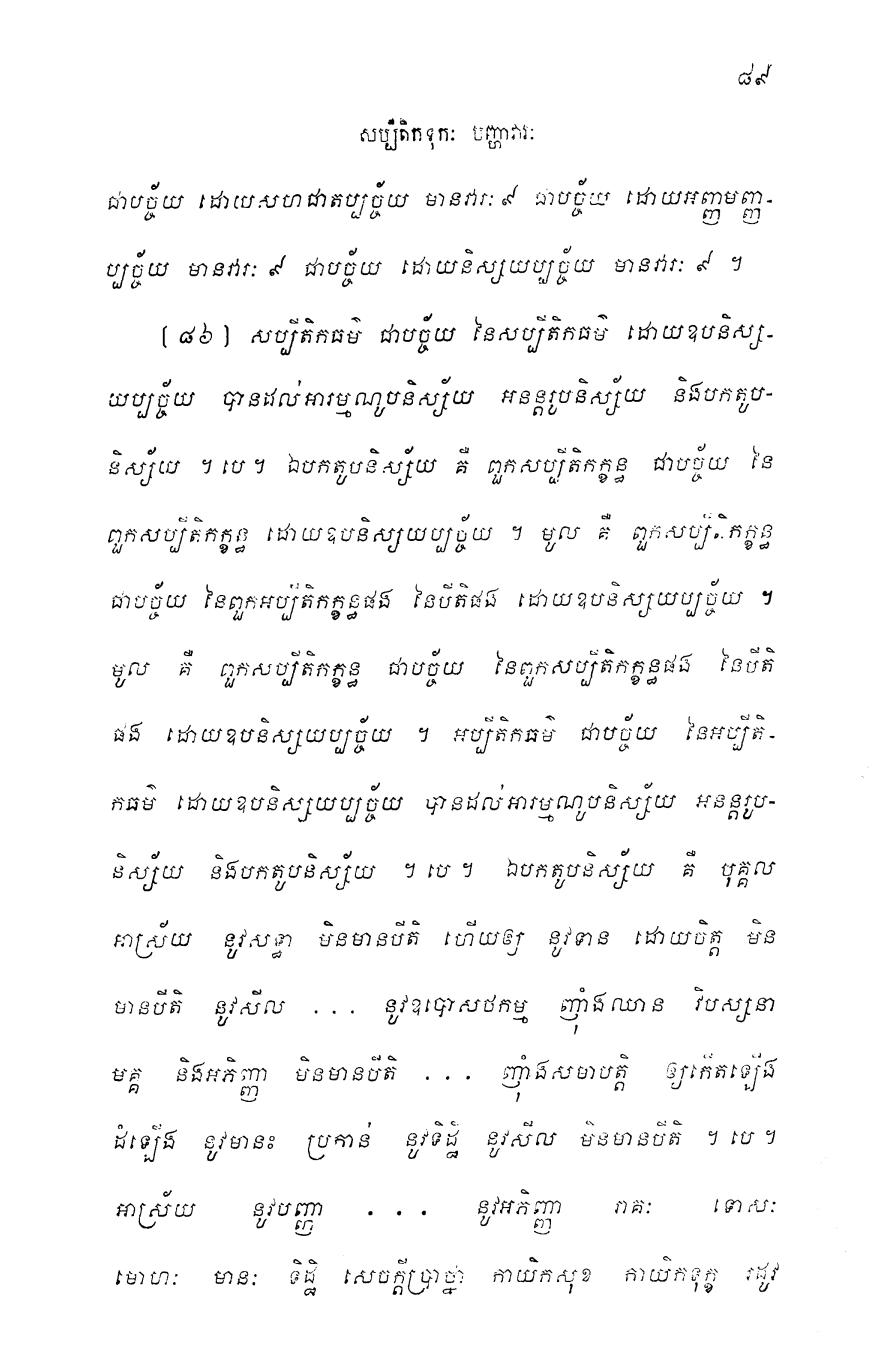 ៨៩
សប្បីតិកទុកៈ បញ្ហាវារៈ
ជាបច្ច័យ ដោយសហជាតប្បច្ច័យ មានវារៈ ៩ ជាបច្ច័យ ដោយអញ្ញមញ្ញ-
ប្បច្ច័យ មានវារៈ ៩ ជាបច្ច័យ ដោយនិស្សយប្បច្ច័យ មានវារៈ ៩ ។
[៨៦] សប្បីតិកធម៌ ជាបច្ច័យ នៃសប្បីតិកធម៌ ដោយឧបនិស្ស-
យប្បច្ច័យ បានដល់អារម្មណូបនិស្ស័យ អនន្តរូបនិស្ស័យ និងបកតូប-
និស្ស័យ ។ បេ ។ ឯបកតូបនិស្ស័យ គឺ ពួកសប្បីតិកក្ខន្ធ ជាបច្ច័យ នៃ
ពួកសប្បីតិកក្ខន្ធ ដោយឧបនិស្សយប្បច្ច័យ ។ មូល គឺ ពួកសប្បីតិកក្ខន្ធ
ជាបច្ច័យ នៃពួកអប្បីតិកក្ខន្ធផង នៃបីតិផង ដោយឧបនិស្សយប្បច្ច័យ ។
មូល គឺ ពួកសប្បីតិកក្ខន្ធ ជាបច្ច័យ នៃពួកសប្បីតិកក្ខន្ធផង នៃបីតិ
ផង ដោយឧបនិស្សយប្បច្ច័យ ។ អប្បីតិកធម៌ ជាបច្ច័យ នៃអប្បីតិ-
កធម៌ ដោយឧបនិស្សយប្បច្ច័យ បានដល់អារម្មណូបនិស្ស័យ អនន្តរូប-
និស្ស័យ និងបកតូបនិស្ស័យ ។ បេ ។ ឯបកតូបនិស្ស័យ គឺ បុគ្គល
អាស្រ័យ នូវសទ្ធា មិនមានបីតិ ហើយឲ្យ នូវទាន ដោយចិត្ត មិន
មានបីតិ នូវសីល ... នូវឧបោសថកម្ម ញ៉ាំងឈាន វិបស្សនា
មគ្គ និងអភិញ្ញា មិនមានបីតិ ... ញ៉ាំងសមាបត្តិ ឲ្យកើតឡើង
ដំឡើង នូវមានះ ប្រកាន់ នូវទិដ្ឋិ នូវសីល មិនមានបីតិ ។ បេ ។
អាស្រ័យ នូវបញ្ញា ... នូវអភិញ្ញា រាគៈ ទោសៈ
មោហៈ មានៈ ទិដ្ឋិ សេចក្តីប្រាថ្នា កាយិកសុខ កាយិកទុក្ខ រដូវ